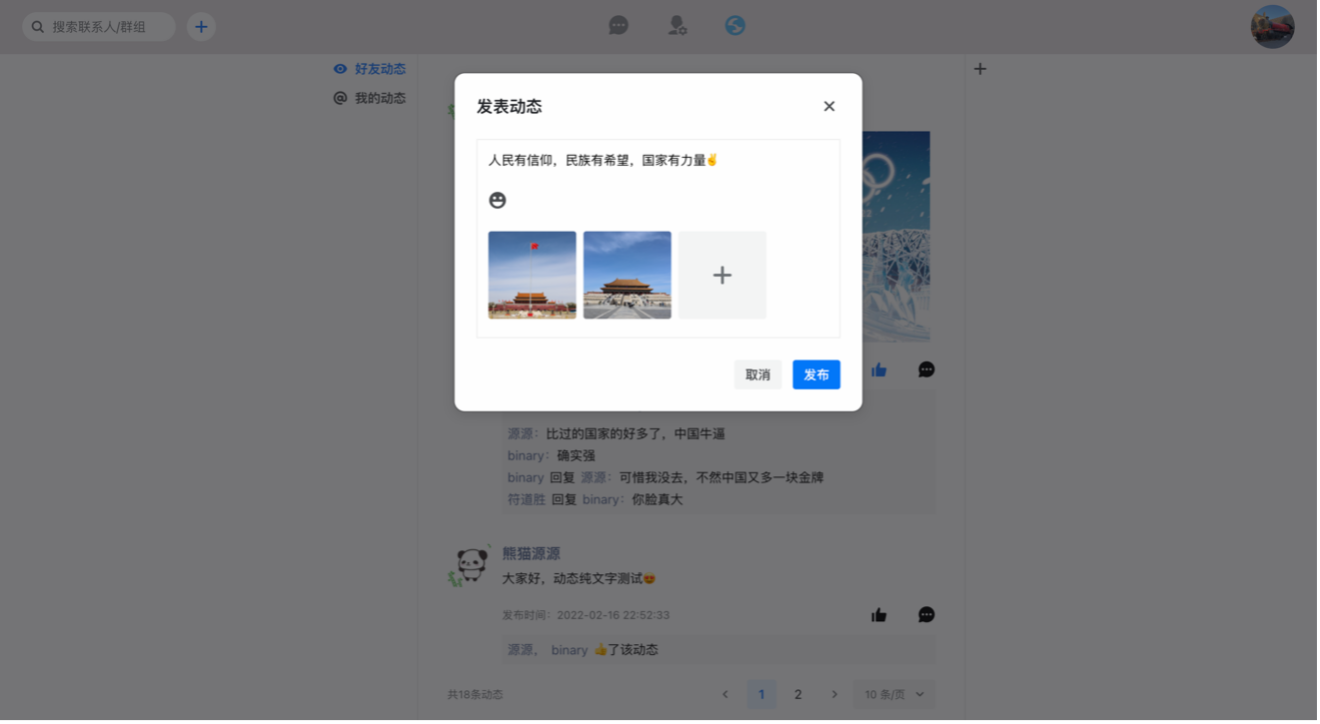 搜索联系人/群组
好友动态
我的动态
发表动态
人民有信仰，民族有希望，国家有力量✌
取消 发布
源源：比过的国家的好多了，中国牛逼
binary：确实强
binary 回复 源源：可惜我没去，不然中国又多一块金牌
符道胜 回复 binary：你脸真大
熊猫源源
大家好，动态纯文字测试😍
发布时间：2022-02-16 22:52:33
源源， binary 👍了该动态
共18条动态 1 2 10 条/页